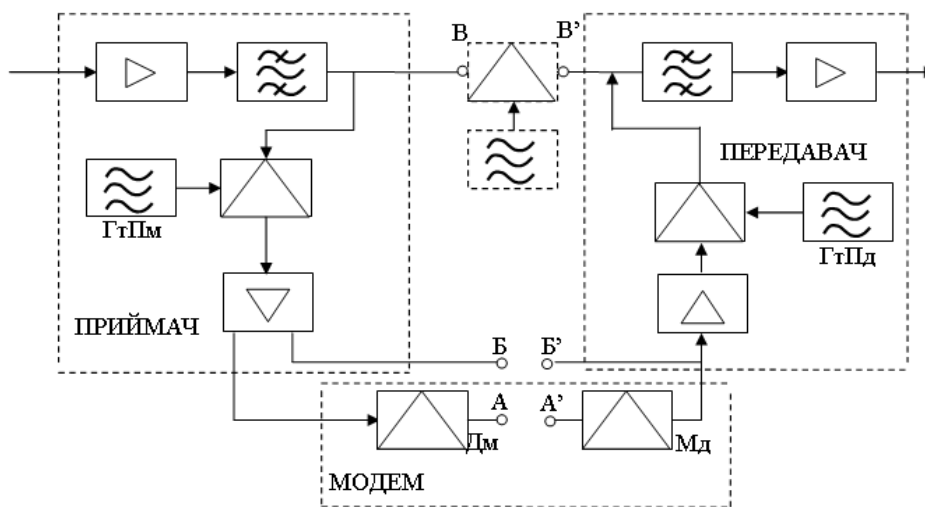 В
В’
ПЕРЕДАВАЧ
ГтПм
ГтПд
ПРИЙМАЧ
Б
Б’
А
А’
Дм
Мд
МОДЕМ